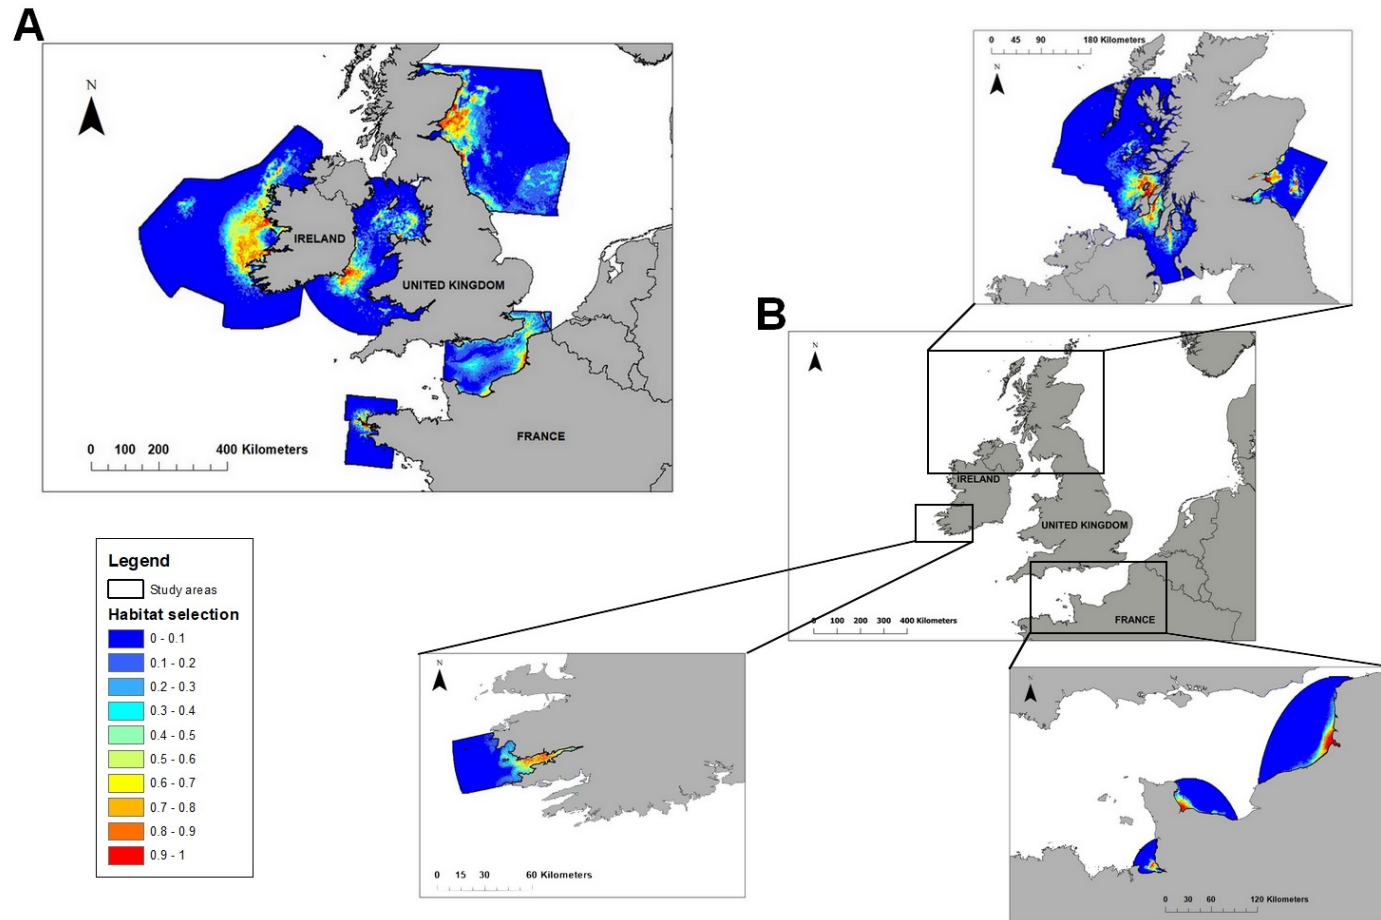 A
N
IRELAND
UNITED KINGDOM
FRANCE
0 100 200 400 Kilometers
0 45 90 180 Kilometers
N
B
N
IRELAND
UNITED KINGDOM
FRANCE
0 100 200 300 400 Kilometers
Legend
Study areas
Habitat selection
0 - 0.1
0.1 - 0.2
0.2 - 0.3
0.3 - 0.4
0.4 - 0.5
0.5 - 0.6
0.6 - 0.7
0.7 - 0.8
0.8 - 0.9
0.9 - 1
N
0 15 30 60 Kilometers
N
0 30 60 120 Kilometers